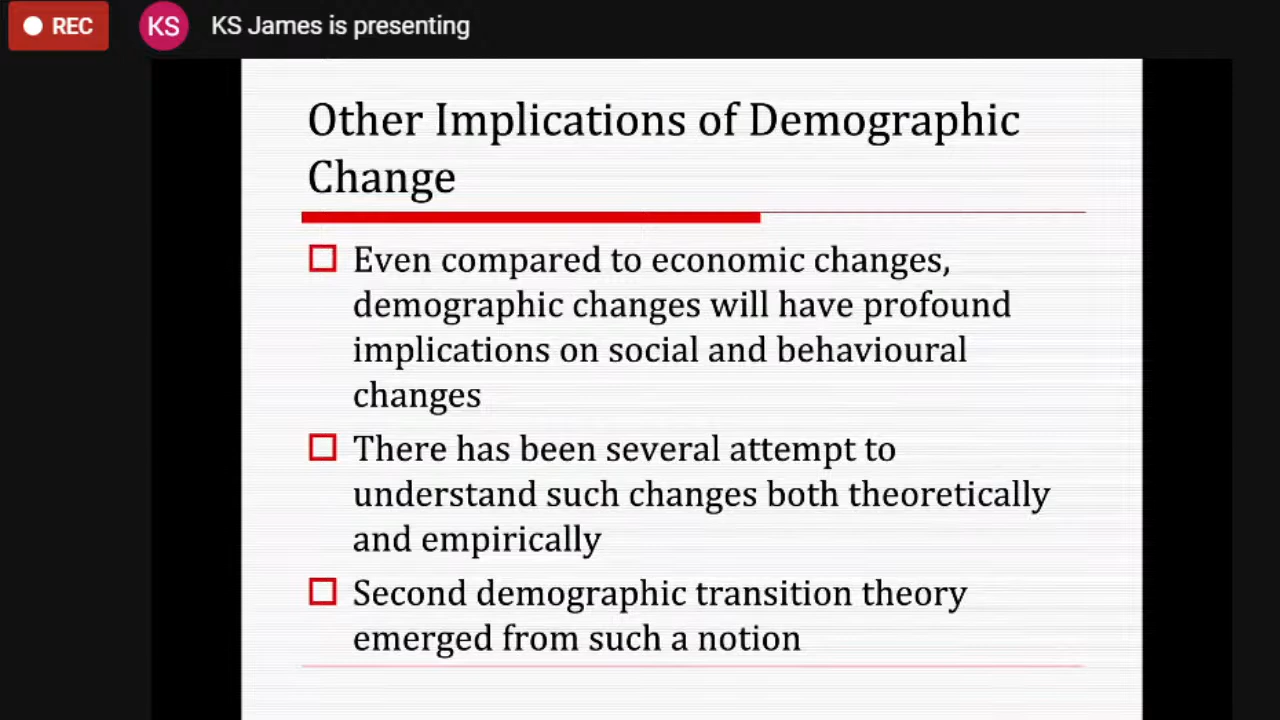 REC
KS
KS James is presenting
Other Implications of Demographic
Change
Even compared to economic changes,
demographic changes will have profound
implications on social and behavioural
changes
There has been several attempt to
understand such changes both theoretically
and empirically
Second demographic transition theory
emerged from such a notion